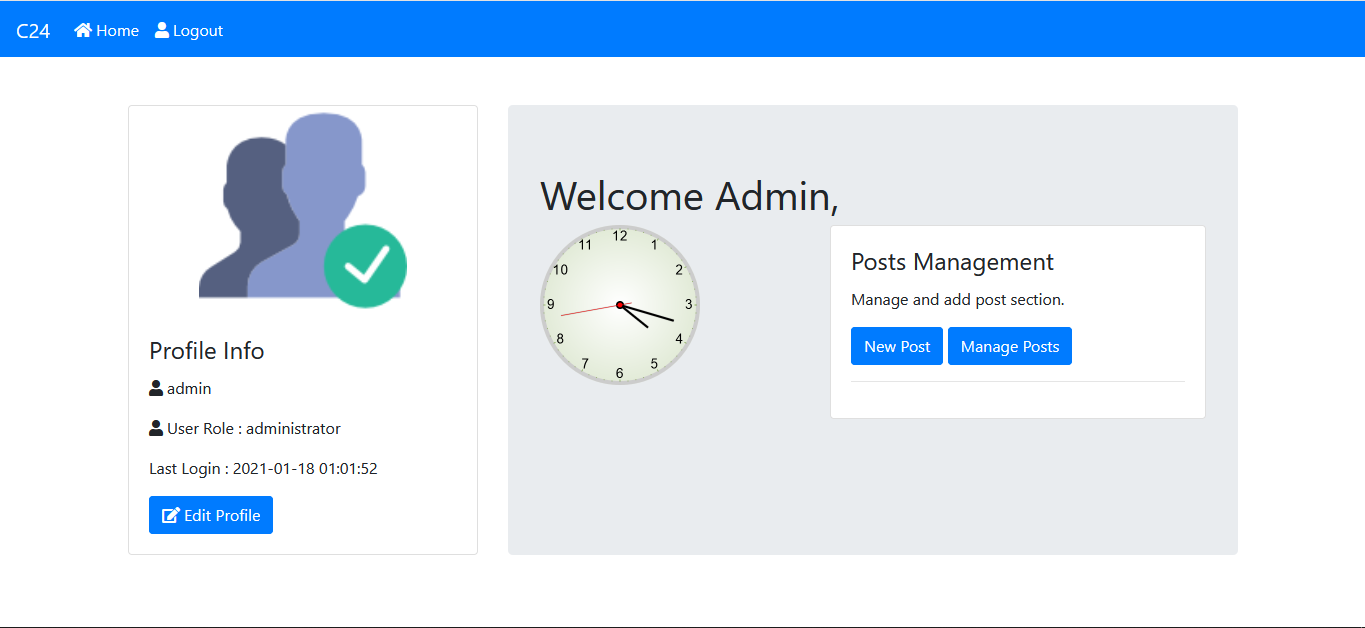 C24 Home Logout
Profile Info
admin
User Role : administrator
Last Login : 2021-01-18 01:01:52
Edit Profile
Welcome Admin,
12
1
2
3
4
5
6
7
8
9
10
11
Posts Management
Manage and add post section.
New Post Manage Posts